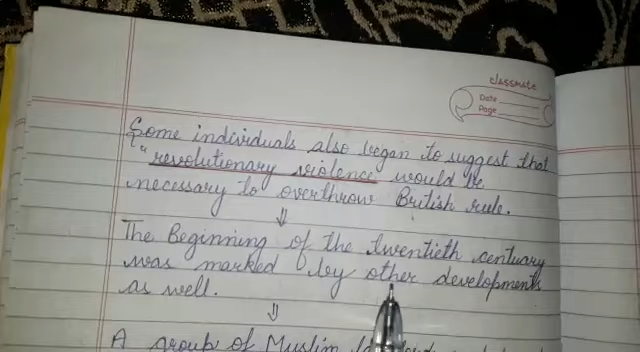 classmate
Date
Page
Some individuals also began to suggest that
"revolutionary violence would be
necessary to overthrow British rule.
⇓
The Beginning of the twentieth centuary
was marked by other developments
as well.
⇓
A group of Muslim